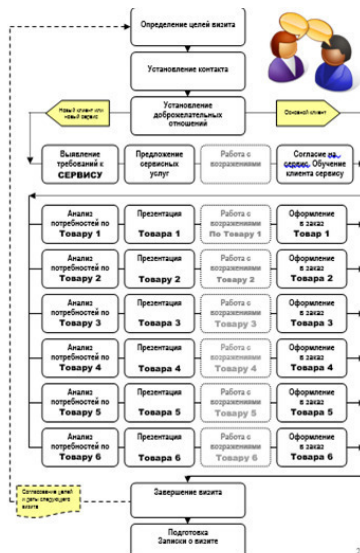 Определение целей визита
Установление контакта
Новый клиент или
новый сервис
Установление
доброжелательных
отношений
Основной клиент
Выявление
требований к
СЕРВИСУ
Предложение
сервисных
услуг
Работа с
возражениями
Согласие на
сервис. Обучение
клиента сервису
Анализ
потребностей по
Товару 1
Презентация
Товара 1
Работа с
возражениями
По Товару 1
Оформление
в заказ
Товар 1
Анализ
потребностей по
Товару 2
Презентация
Товару 2
Работа с
возражениями
Товару 2
Оформление
в заказ
Товара 2
Анализ
потребностей по
Товару 3
Презентация
Товара 3
Работа с
возражениями
Товару 3
Оформление
в заказ
Товара 3
Анализ
потребностей по
Товару 4
Презентация
Товара 4
Работа с
возражениями
Товару 4
Оформление
в заказ
Товара 4
Анализ
потребностей по
Товару 5
Презентация
Товара 5
Работа с
возражениями
Товару 5
Оформление
в заказ
Товара 5
Анализ
потребностей по
Товару 6
Презентация
Товара 6
Работа с
возражениями
Товару 6
Оформление
в заказ
Товара 6
Согласование целей
и даты следующего
визита
Завершение визита
Подготовка
Записки о визите